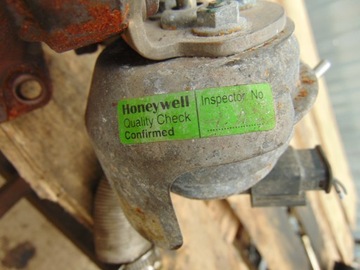 Honeywell
Quality Check
Confirmed
Inspector No
....................